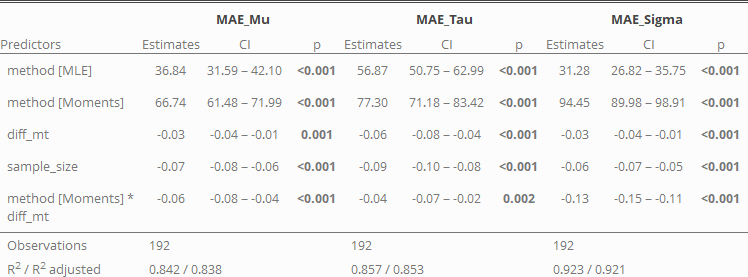 MAE_Mu MAE_Tau MAE_Sigma
Predictors Estimates CI p Estimates CI p Estimates CI p
method [MLE] 36.84 31.59 – 42.10 <0.001 56.87 50.75 – 62.99 <0.001 31.28 26.82 – 35.75 <0.001
method [Moments] 66.74 61.48 – 71.99 <0.001 77.30 71.18 – 83.42 <0.001 94.45 89.98 – 98.91 <0.001
diff_mt -0.03 -0.04 – -0.01 0.001 -0.06 -0.08 – -0.04 <0.001 -0.03 -0.04 – -0.01 <0.001
sample_size -0.07 -0.08 – -0.06 <0.001 -0.09 -0.10 – -0.08 <0.001 -0.06 -0.07 – -0.05 <0.001
method [Moments] * -0.06 -0.08 – -0.04 <0.001 -0.04 -0.07 – -0.02 0.002 -0.13 -0.15 – -0.11 <0.001
diff_mt
Observations 192 192 192
R2 / R2 adjusted 0.842 / 0.838 0.857 / 0.853 0.923 / 0.921